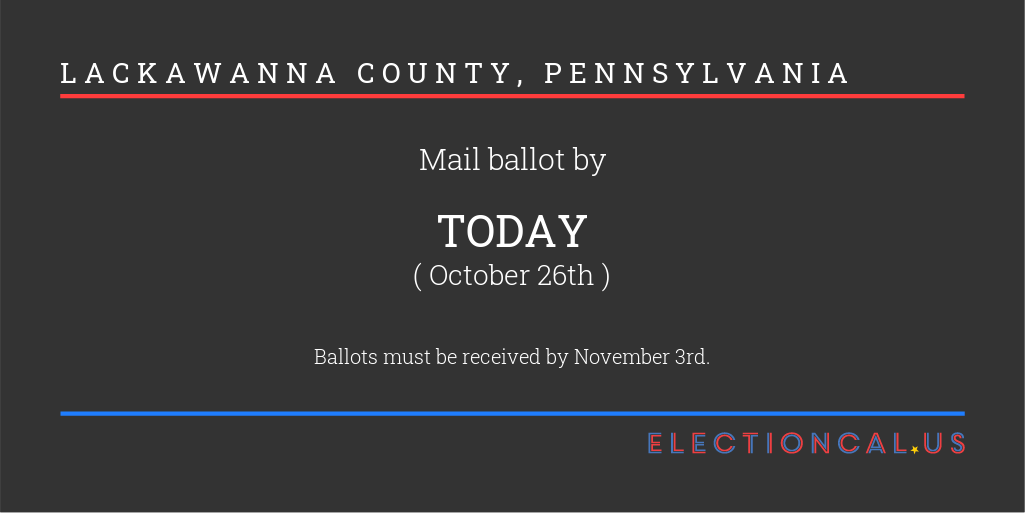 LACKAWANNA COUNTY, PENNSYLVANIA
Mail ballot by
TODAY
( October 26th )
Ballots must be received by November 3rd.
ELECTIONCAL.US